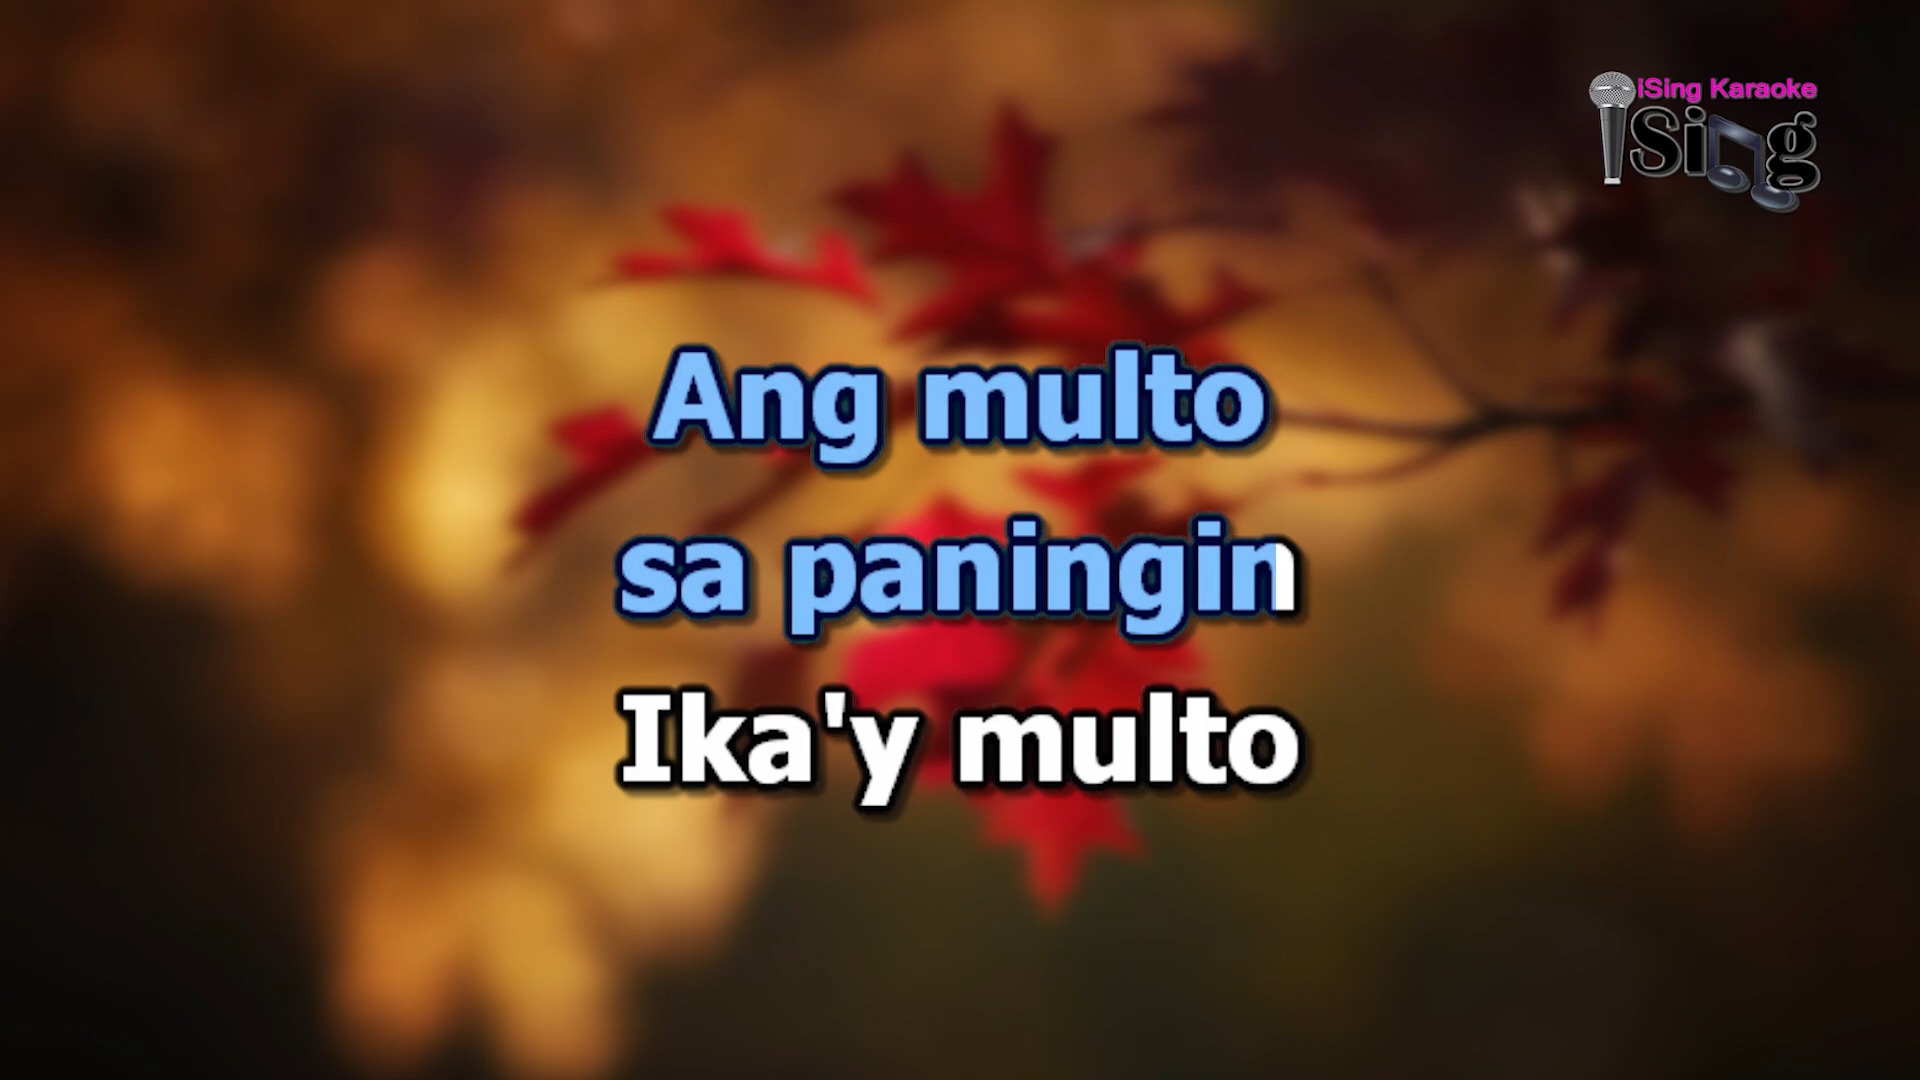 iSing Karaoke
iSing
Ang multo
sa paningin
Ika'y multo